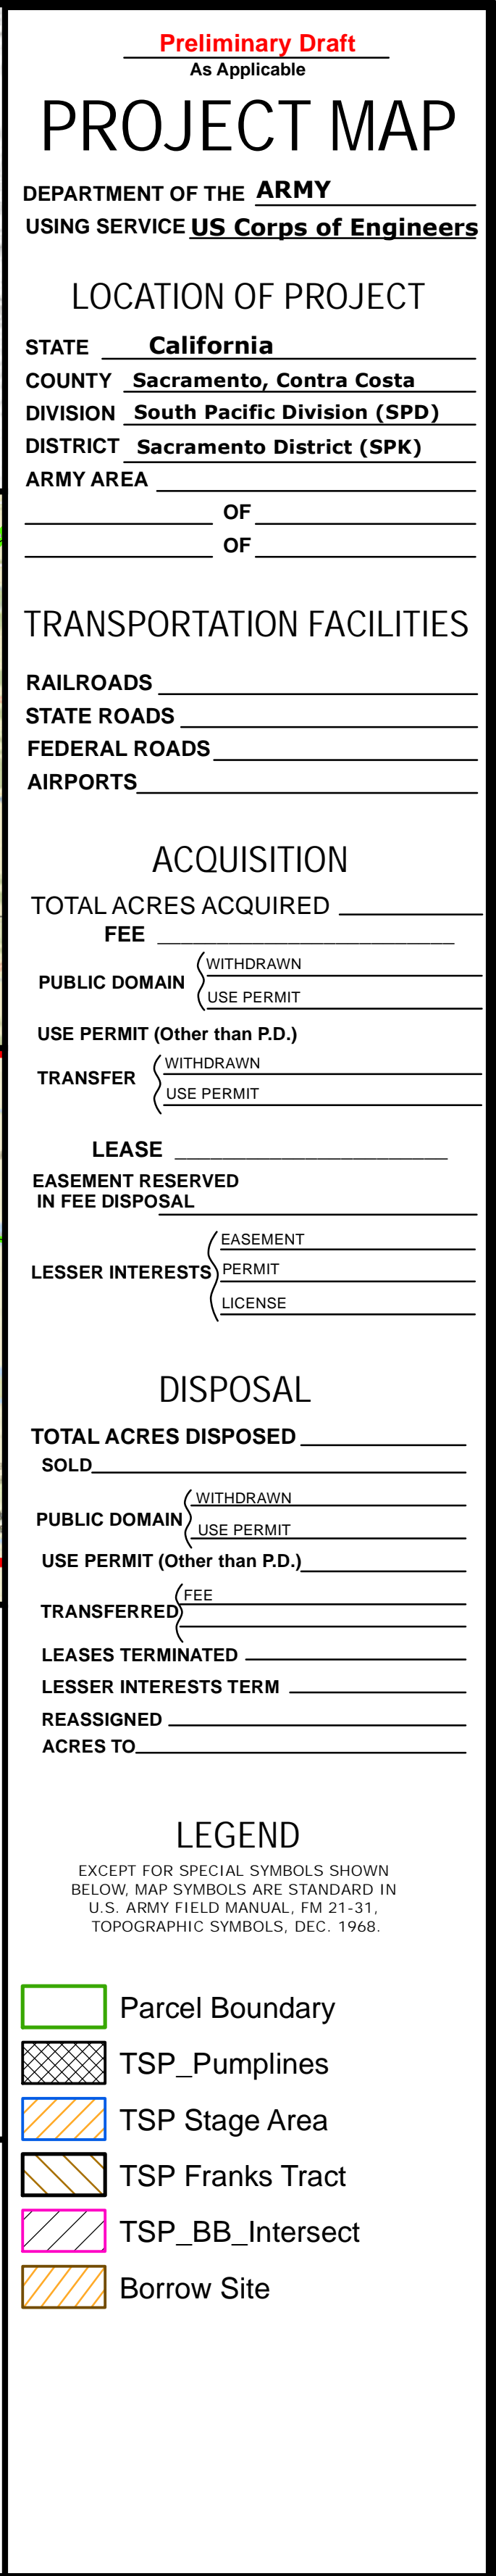 Preliminary Draft
As Applicable
PROJECT MAP
DEPARTMENT OF THE ARMY
USING SERVICE US Corps of Engineers
LOCATION OF PROJECT
STATE California
COUNTY Sacramento, Contra Costa
DIVISION South Pacific Division (SPD)
DISTRICT Sacramento District (SPK)
ARMY AREA
OF
OF
TRANSPORTATION FACILITIES
RAILROADS
STATE ROADS
FEDERAL ROADS
AIRPORTS
ACQUISITION
TOTAL ACRES ACQUIRED
FEE
PUBLIC DOMAIN
WITHDRAWN
USE PERMIT
USE PERMIT (Other than P.D.)
TRANSFER
WITHDRAWN
USE PERMIT
LEASE
EASEMENT RESERVED
IN FEE DISPOSAL
LESSER INTERESTS
EASEMENT
PERMIT
LICENSE
DISPOSAL
TOTAL ACRES DISPOSED
SOLD
PUBLIC DOMAIN
WITHDRAWN
USE PERMIT
USE PERMIT (Other than P.D.)
TRANSFERRED
FEE
LEASES TERMINATED
LESSER INTERESTS TERM
REASSIGNED
ACRES TO
LEGEND
EXCEPT FOR SPECIAL SYMBOLS SHOWN
BELOW, MAP SYMBOLS ARE STANDARD IN
U.S. ARMY FIELD MANUAL, FM 21-31,
TOPOGRAPHIC SYMBOLS, DEC. 1968.
Parcel Boundary
TSP_Pumplines
TSP Stage Area
TSP Franks Tract
TSP_BB_Intersect
Borrow Site